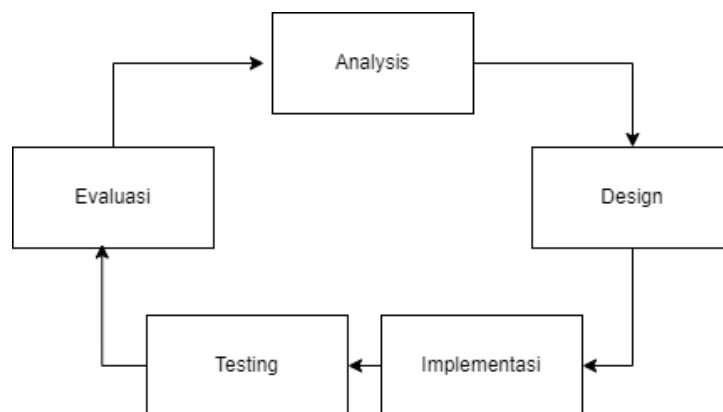 Analysis
Evaluasi
Design
Testing
Implementasi